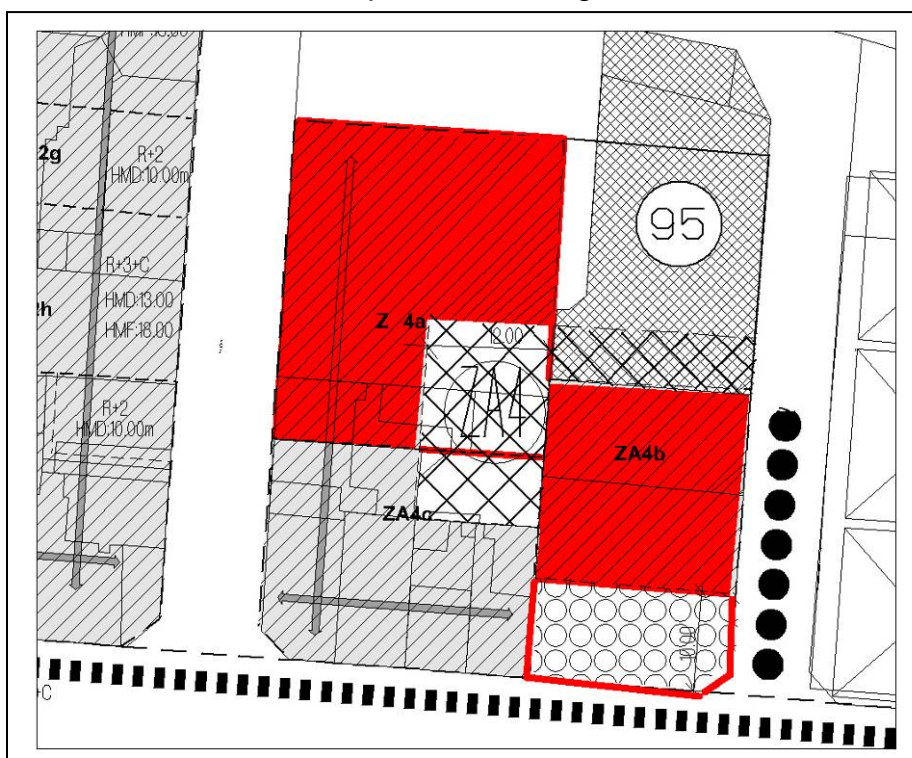 2g
R+2
HMD:10.00m
95
R+3+C
HMD:13.00
HMF:18.00
2h
Z 4a
12.00
ZA4
R+2
HMD:10.00m
ZA4b
ZA4c
10.00
+C